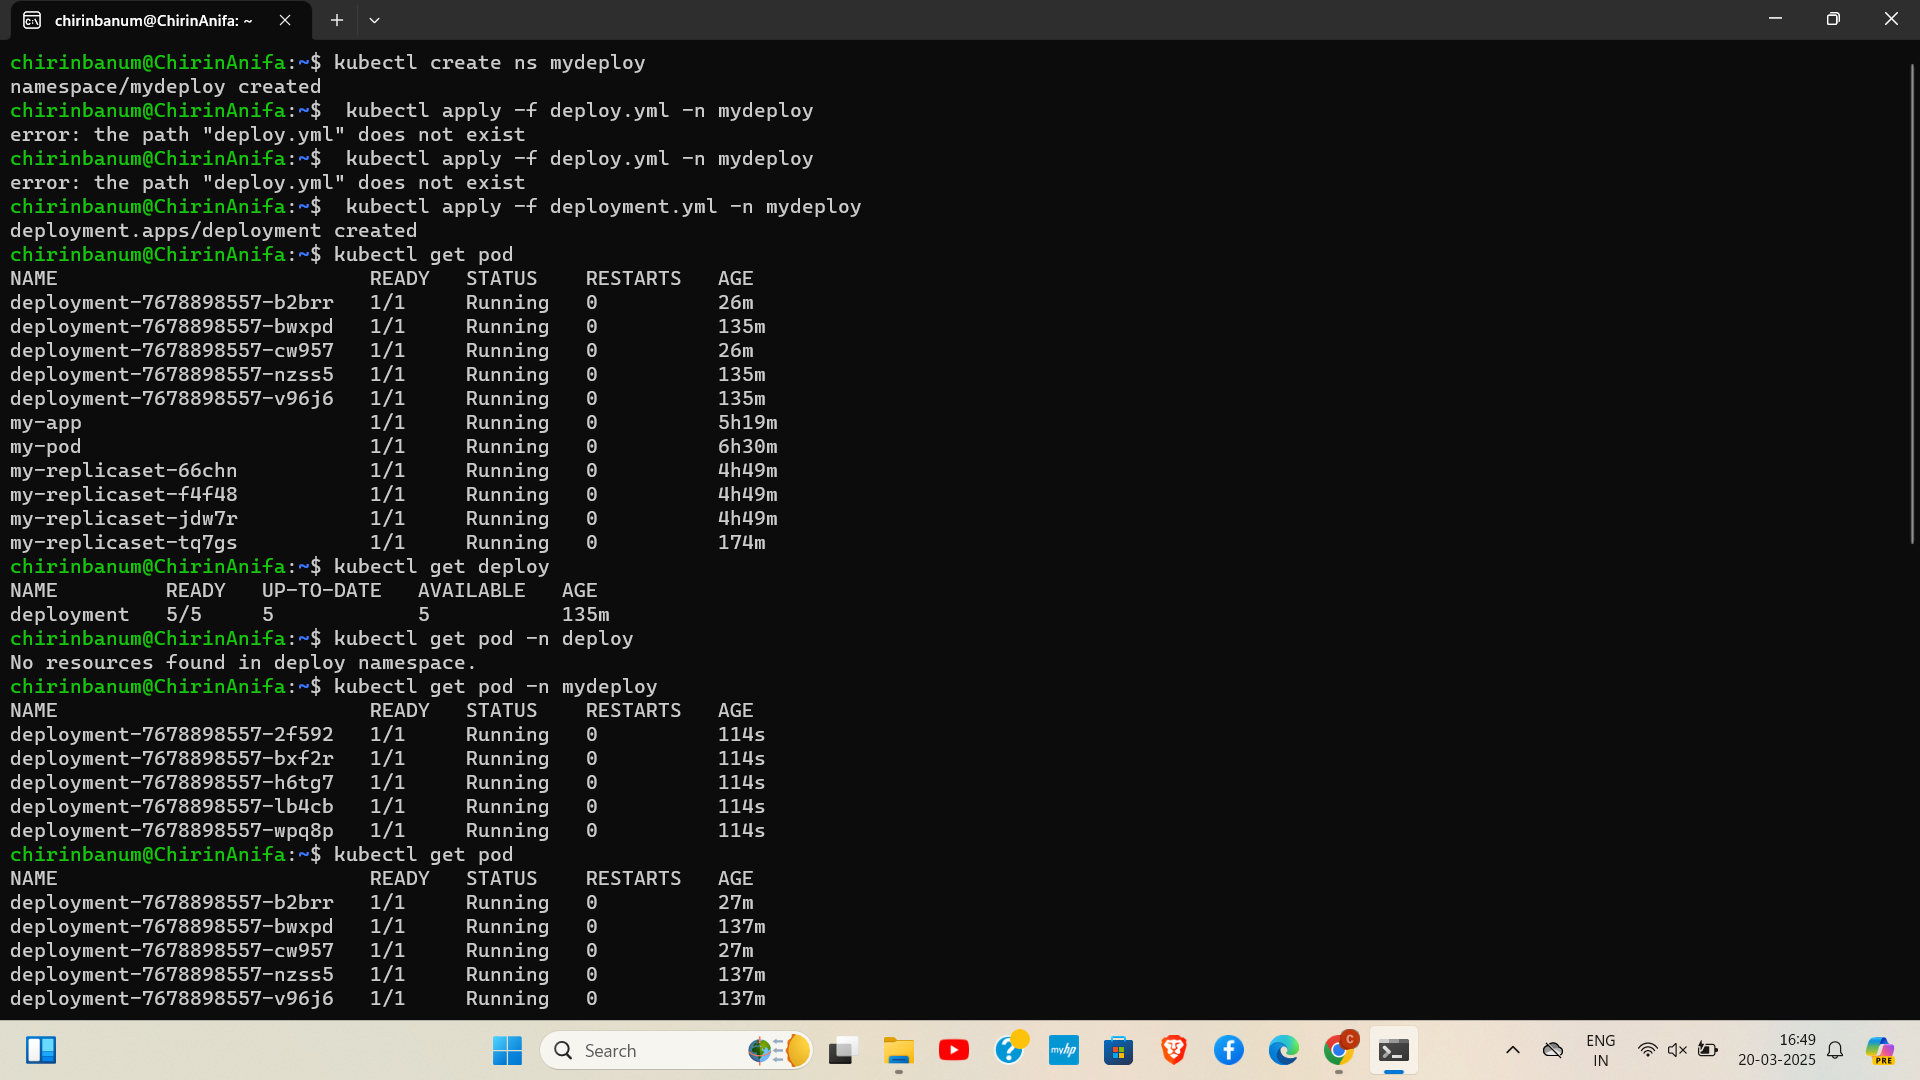 chirinbanum@ChirinAnifa: ~
chirinbanum@ChirinAnifa:~$ kubectl create ns mydeploy
namespace/mydeploy created
chirinbanum@ChirinAnifa:~$  kubectl apply -f deploy.yml -n mydeploy
error: the path "deploy.yml" does not exist
chirinbanum@ChirinAnifa:~$  kubectl apply -f deploy.yml -n mydeploy
error: the path "deploy.yml" does not exist
chirinbanum@ChirinAnifa:~$  kubectl apply -f deployment.yml -n mydeploy
deployment.apps/deployment created
chirinbanum@ChirinAnifa:~$ kubectl get pod
NAME                          READY   STATUS    RESTARTS   AGE
deployment-7678898557-b2brr   1/1     Running   0          26m
deployment-7678898557-bwxpd   1/1     Running   0          135m
deployment-7678898557-cw957   1/1     Running   0          26m
deployment-7678898557-nzss5   1/1     Running   0          135m
deployment-7678898557-v96j6   1/1     Running   0          135m
my-app                        1/1     Running   0          5h19m
my-pod                        1/1     Running   0          6h30m
my-replicaset-66chn           1/1     Running   0          4h49m
my-replicaset-f4f48           1/1     Running   0          4h49m
my-replicaset-jdw7r           1/1     Running   0          4h49m
my-replicaset-tq7gs           1/1     Running   0          174m
chirinbanum@ChirinAnifa:~$ kubectl get deploy
NAME         READY   UP-TO-DATE   AVAILABLE   AGE
deployment   5/5     5            5           135m
chirinbanum@ChirinAnifa:~$ kubectl get pod -n deploy
No resources found in deploy namespace.
chirinbanum@ChirinAnifa:~$ kubectl get pod -n mydeploy
NAME                          READY   STATUS    RESTARTS   AGE
deployment-7678898557-2f592   1/1     Running   0          114s
deployment-7678898557-bxf2r   1/1     Running   0          114s
deployment-7678898557-h6tg7   1/1     Running   0          114s
deployment-7678898557-lb4cb   1/1     Running   0          114s
deployment-7678898557-wpq8p   1/1     Running   0          114s
chirinbanum@ChirinAnifa:~$ kubectl get pod
NAME                          READY   STATUS    RESTARTS   AGE
deployment-7678898557-b2brr   1/1     Running   0          27m
deployment-7678898557-bwxpd   1/1     Running   0          137m
deployment-7678898557-cw957   1/1     Running   0          27m
deployment-7678898557-nzss5   1/1     Running   0          137m
deployment-7678898557-v96j6   1/1     Running   0          137m
Search
myhp
C
ENG
IN
16:49
20-03-2025
PRE